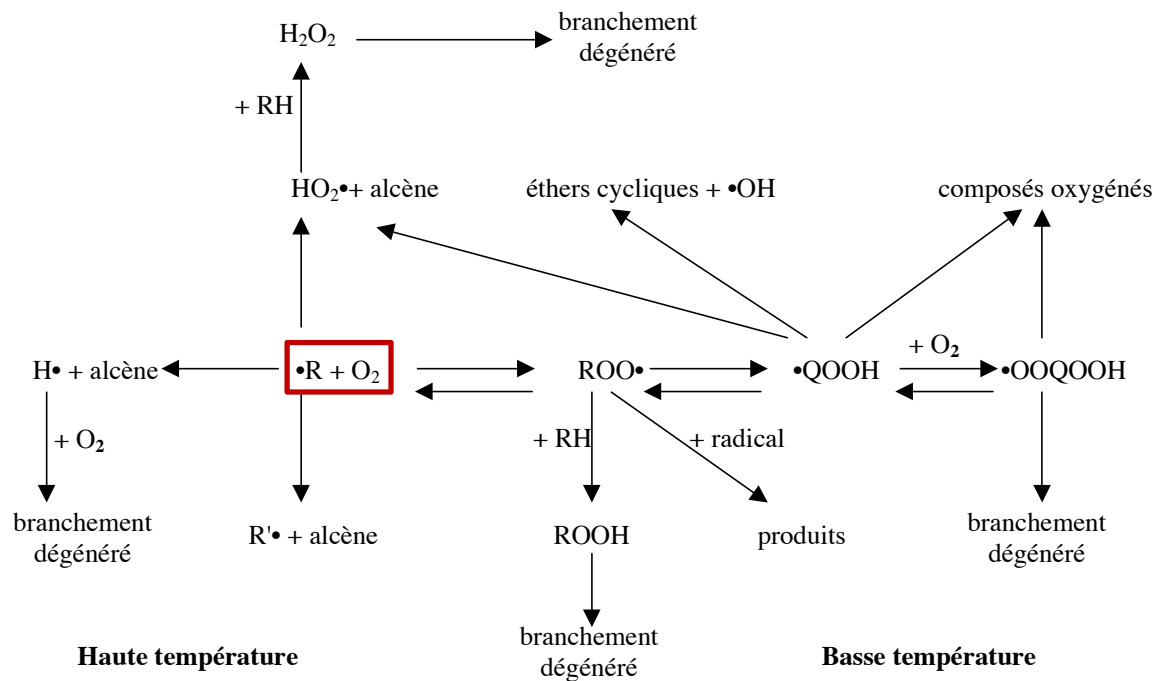 H₂O₂
branchement
dégénéré
+ RH
HO₂•+ alcène
éthers cycliques + •OH
composés oxygénés
H• + alcène
•R + O₂
ROO•
•QOOH
+ O₂
•OOQOOH
+ O₂
+ RH
+ radical
branchement
dégénéré
R'• + alcène
ROOH
produits
branchement
dégénéré
branchement
dégénéré
Haute température
Basse température